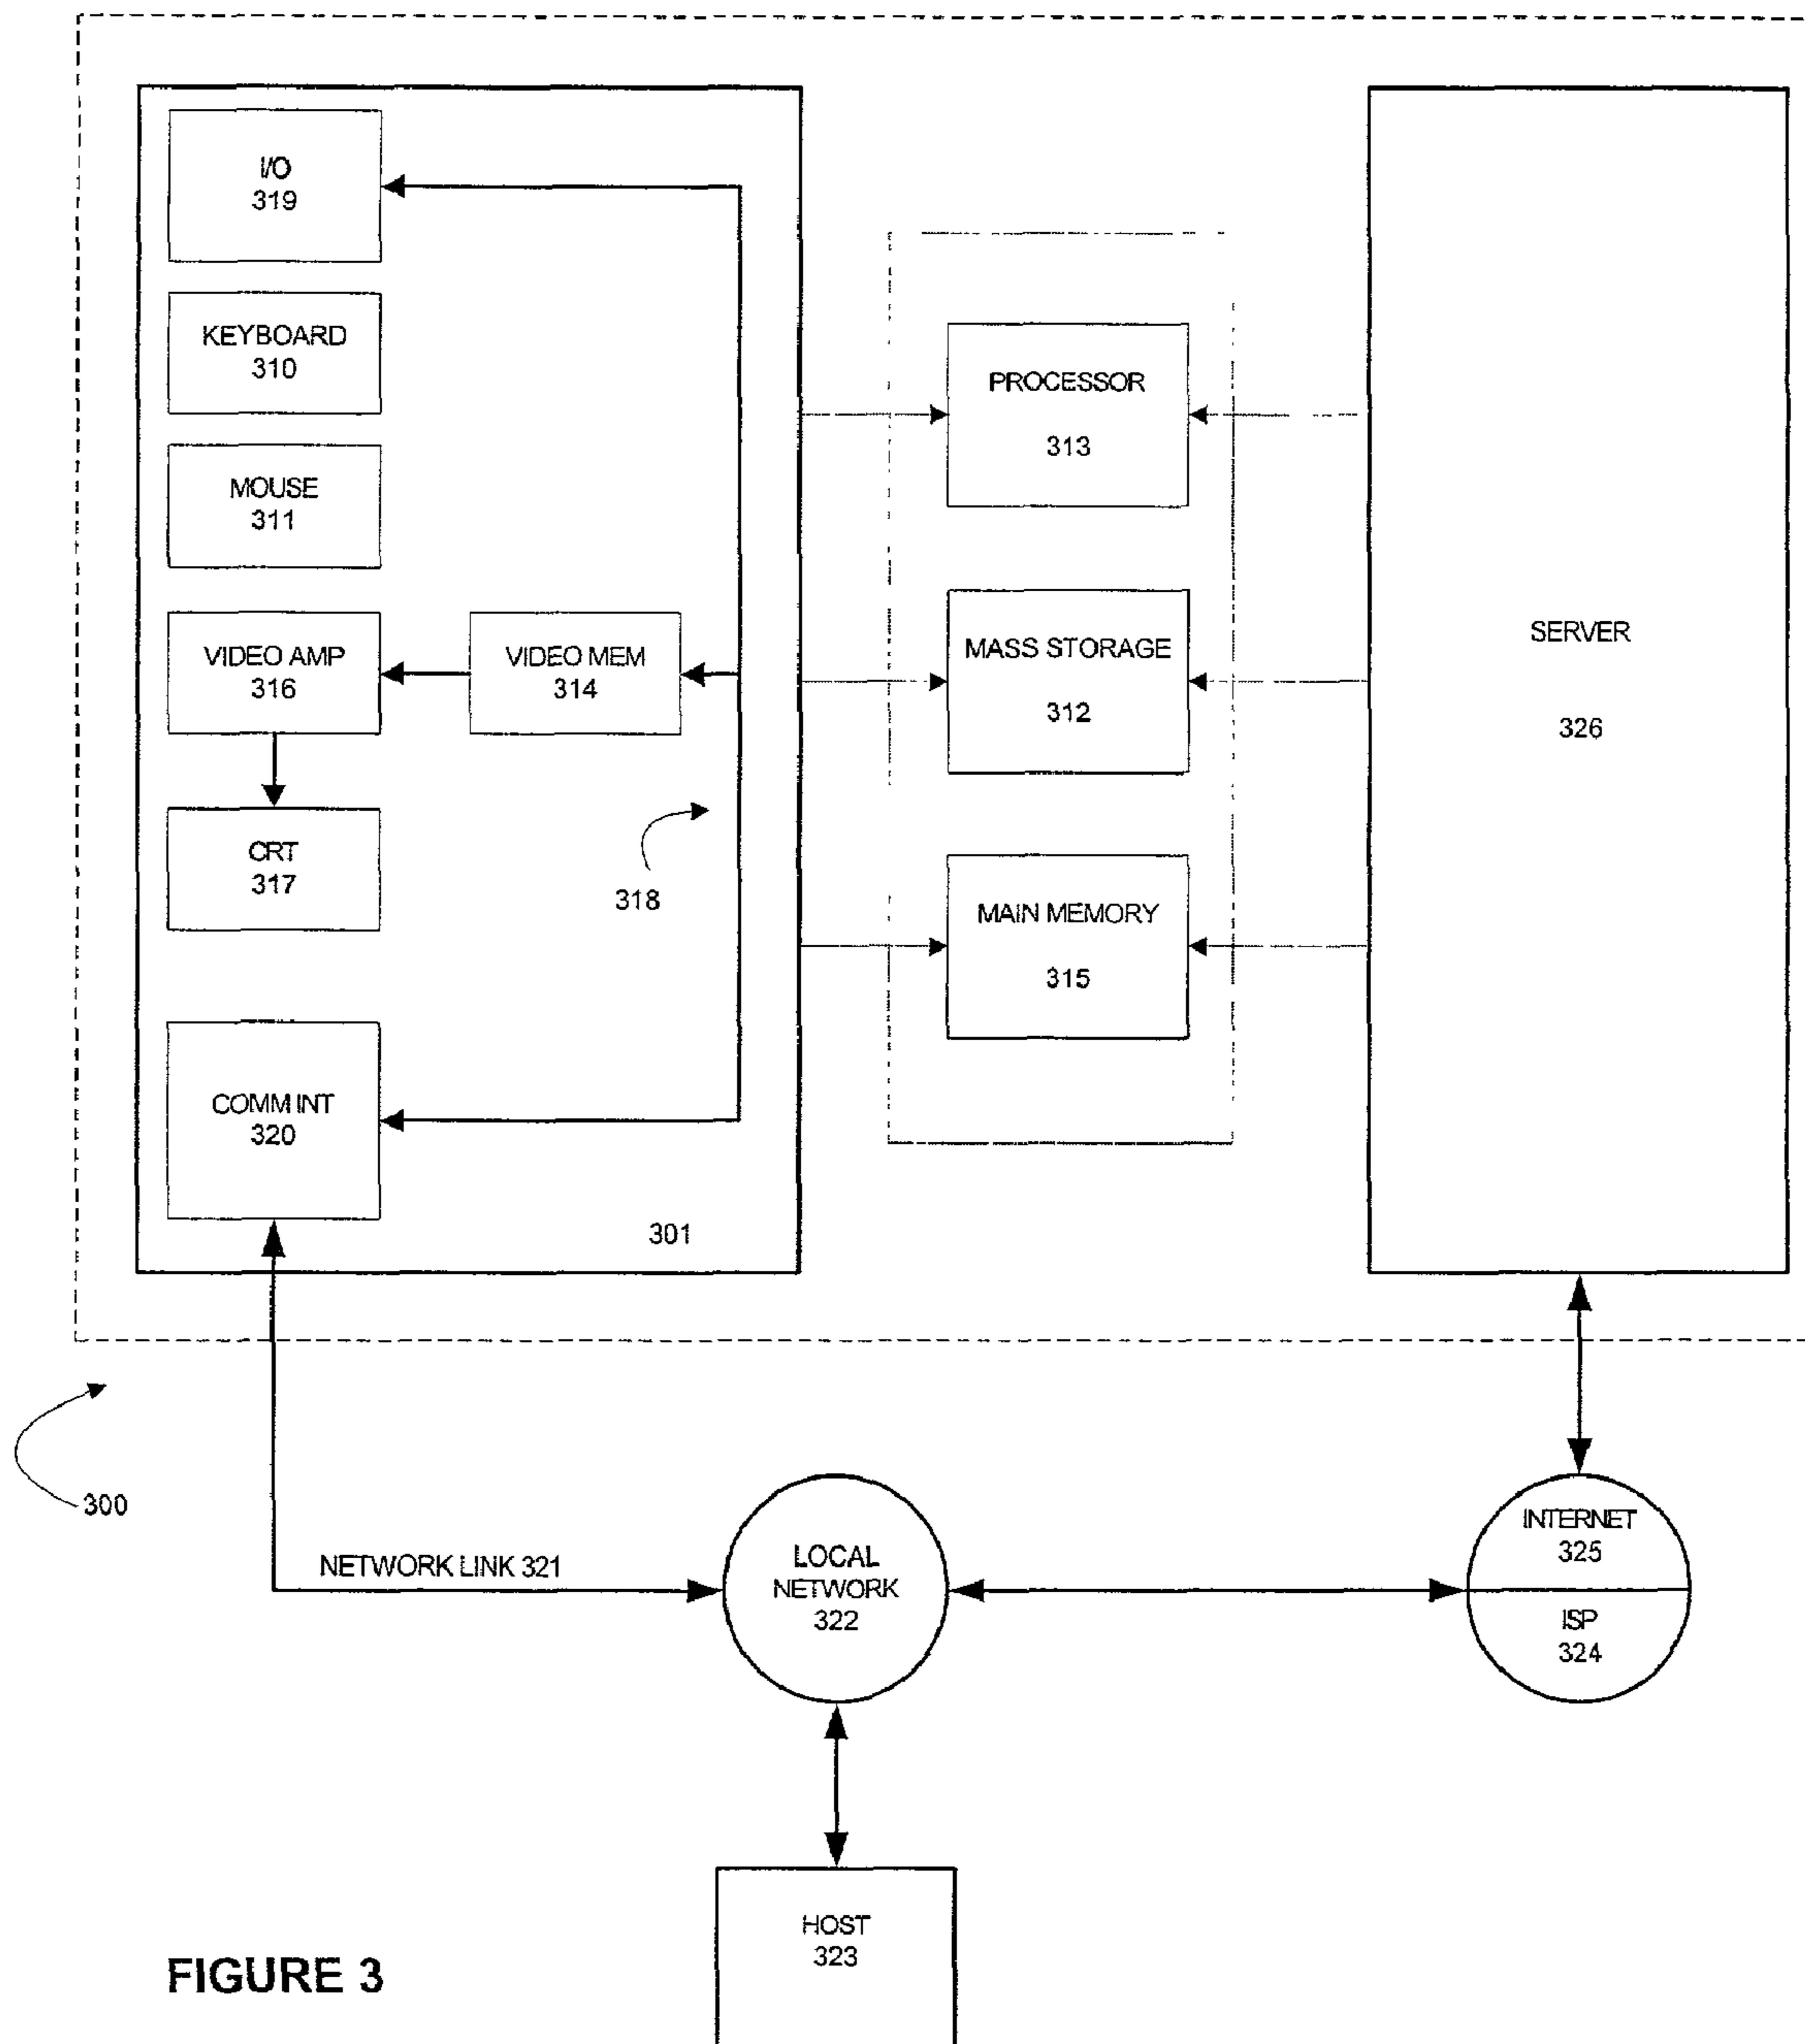 I/O
319
KEYBOARD
310
MOUSE
311
VIDEO AMP
316
VIDEO MEM
314
CRT
317
318
COMM INT
320
301
PROCESSOR
313
MASS STORAGE
312
MAIN MEMORY
315
SERVER
326
300
NETWORK LINK 321
LOCAL
NETWORK
322
INTERNET
325
ISP
324
HOST
323
FIGURE 3